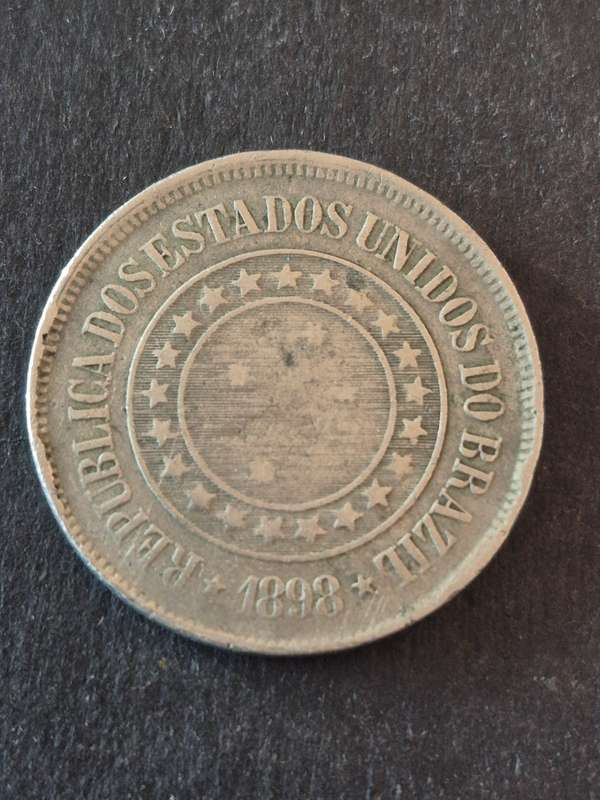 REPUBLICA DOS ESTADOS UNIDOS DO BRAZIL
1898